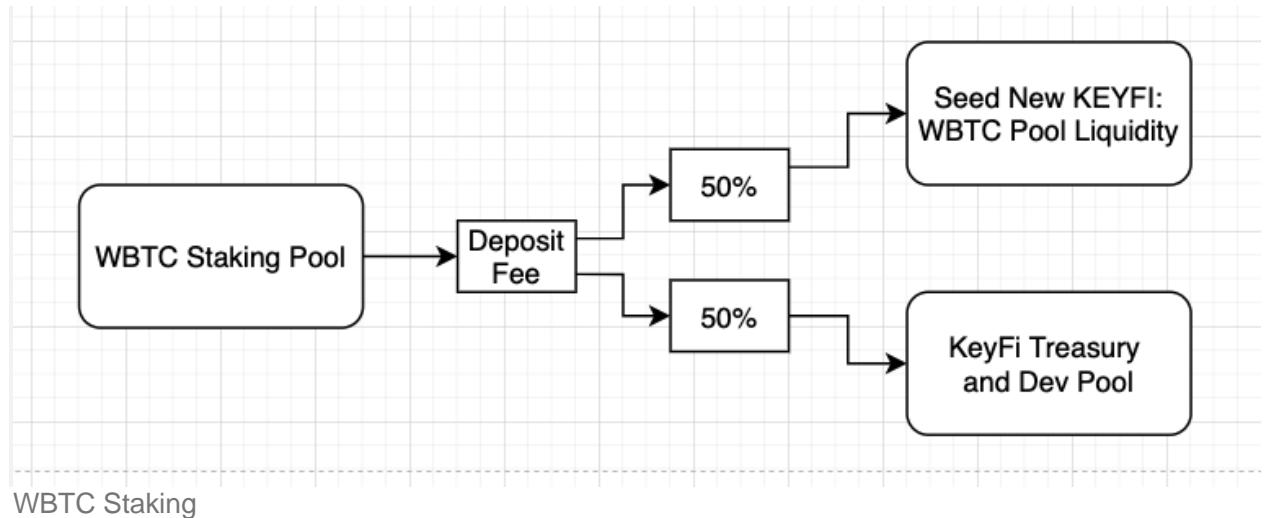 WBTC Staking Pool
Deposit
Fee
50%
50%
Seed New KEYFI:
WBTC Pool Liquidity
KeyFi Treasury
and Dev Pool
WBTC Staking